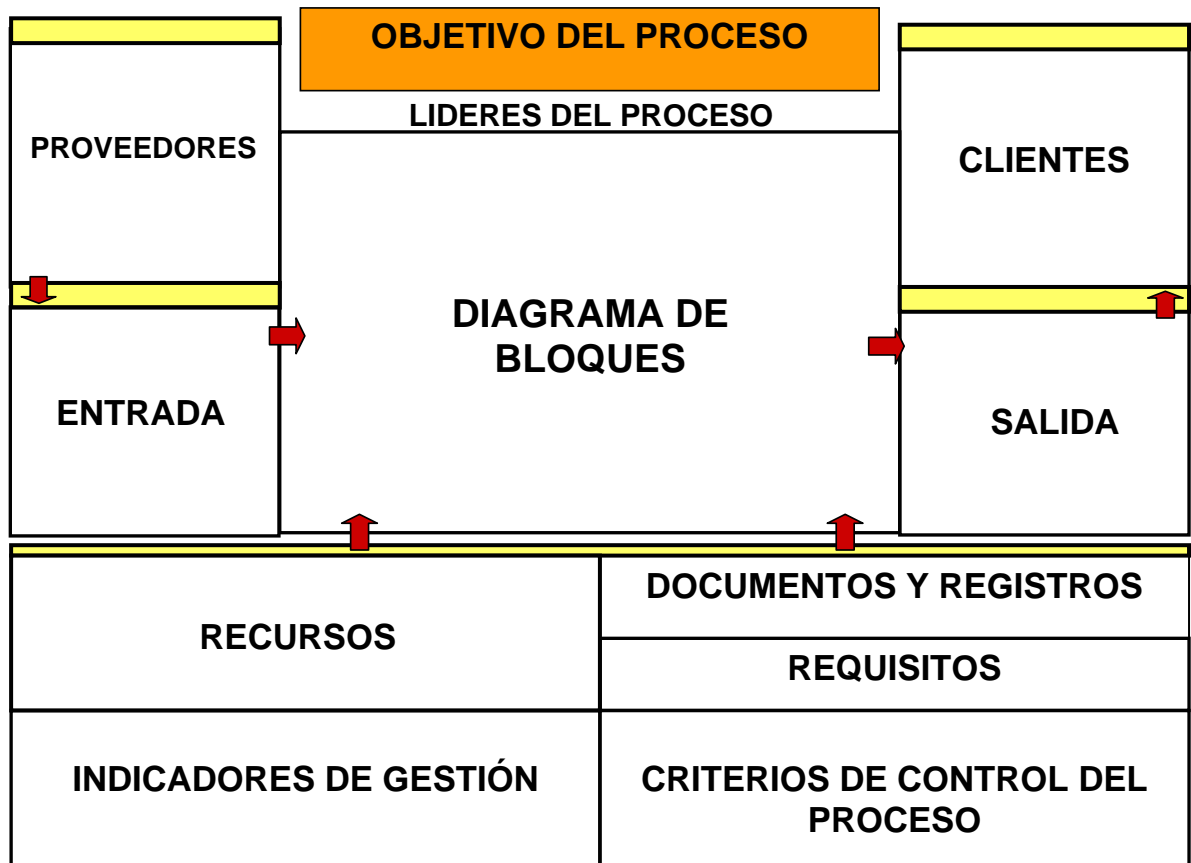 OBJETIVO DEL PROCESO
LIDERES DEL PROCESO
PROVEEDORES
CLIENTES
DIAGRAMA DE
BLOQUES
ENTRADA
SALIDA
RECURSOS
DOCUMENTOS Y REGISTROS
REQUISITOS
INDICADORES DE GESTIÓN
CRITERIOS DE CONTROL DEL
PROCESO